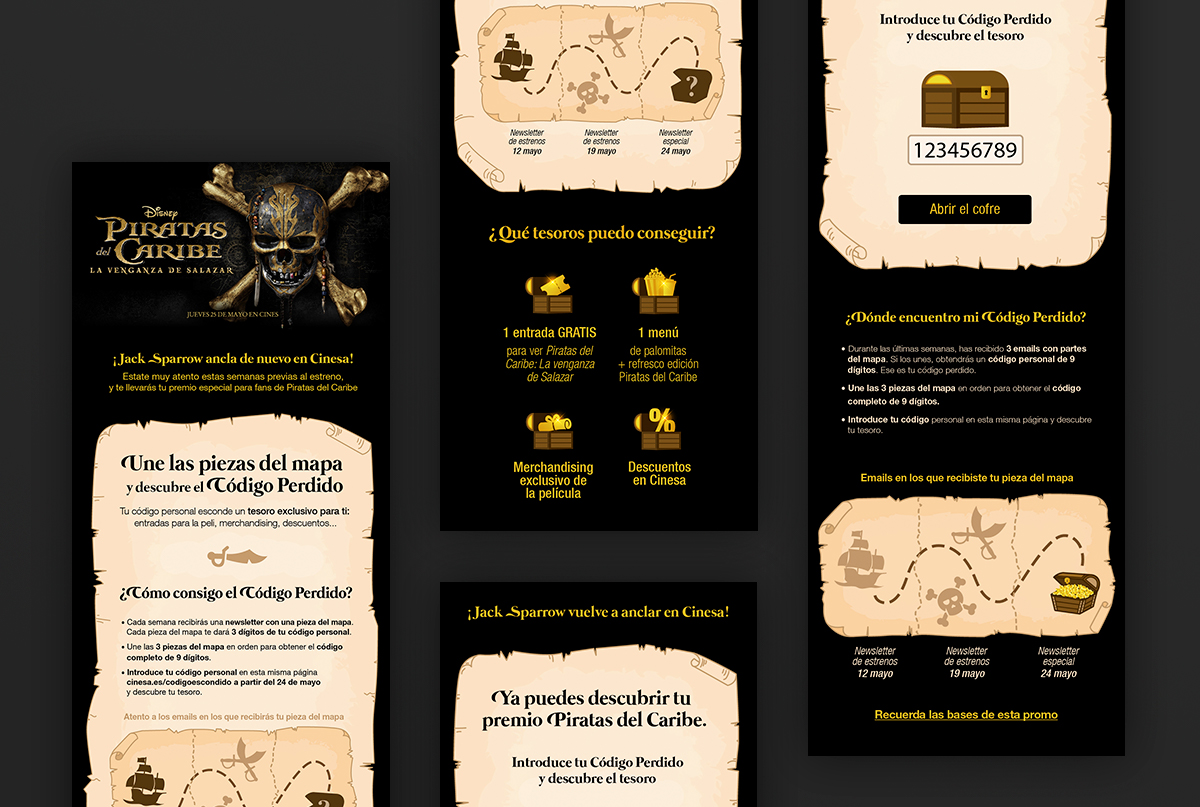 DISNEY
PIRATAS
del CARIBE
LA VENGANZA DE SALAZAR
JUEVES 25 DE MAYO EN CINES
¡Jack Sparrow ancla de nuevo en Cinesa!
Estate muy atento estas semanas previas al estreno,
y te llevarás tu premio especial para fans de Piratas del Caribe
Une las piezas del mapa
y descubre el Código Perdido
Tu código personal esconde un tesoro exclusivo para ti:
entradas para la peli, merchandising, descuentos...
¿Cómo consigo el Código Perdido?
• Cada semana recibirás una newsletter con una pieza del mapa.
Cada pieza del mapa te dará 3 dígitos de tu código personal.
• Une las 3 piezas del mapa en orden para obtener el código
completo de 9 dígitos.
• Introduce tu código personal en esta misma página
cinesa.es/codigoescondido a partir del 24 de mayo
y descubre tu tesoro.
Atento a los emails en los que recibirás tu pieza del mapa
?
?
Newsletter
de estrenos
12 mayo
Newsletter
de estrenos
19 mayo
Newsletter
especial
24 mayo
¿Qué tesoros puedo conseguir?
1 entrada GRATIS
para ver Piratas del
Caribe: La venganza
de Salazar
1 menú
de palomitas
+ refresco edición
Piratas del Caribe
%
Merchandising
exclusivo de
la película
Descuentos
en Cinesa
¡Jack Sparrow vuelve a anclar en Cinesa!
Ya puedes descubrir tu
premio Piratas del Caribe.
Introduce tu Código Perdido
y descubre el tesoro
Introduce tu Código Perdido
y descubre el tesoro
123456789
Abrir el cofre
¿Dónde encuentro mi Código Perdido?
• Durante las últimas semanas, has recibido 3 emails con partes
del mapa. Si los unes, obtendrás un código personal de 9
dígitos. Ese es tu código perdido.
• Une las 3 piezas del mapa en orden para obtener el código
completo de 9 dígitos.
• Introduce tu código personal en esta misma página y descubre
tu tesoro.
Emails en los que recibiste tu pieza del mapa
Newsletter
de estrenos
12 mayo
Newsletter
de estrenos
19 mayo
Newsletter
especial
24 mayo
Recuerda las bases de esta promo